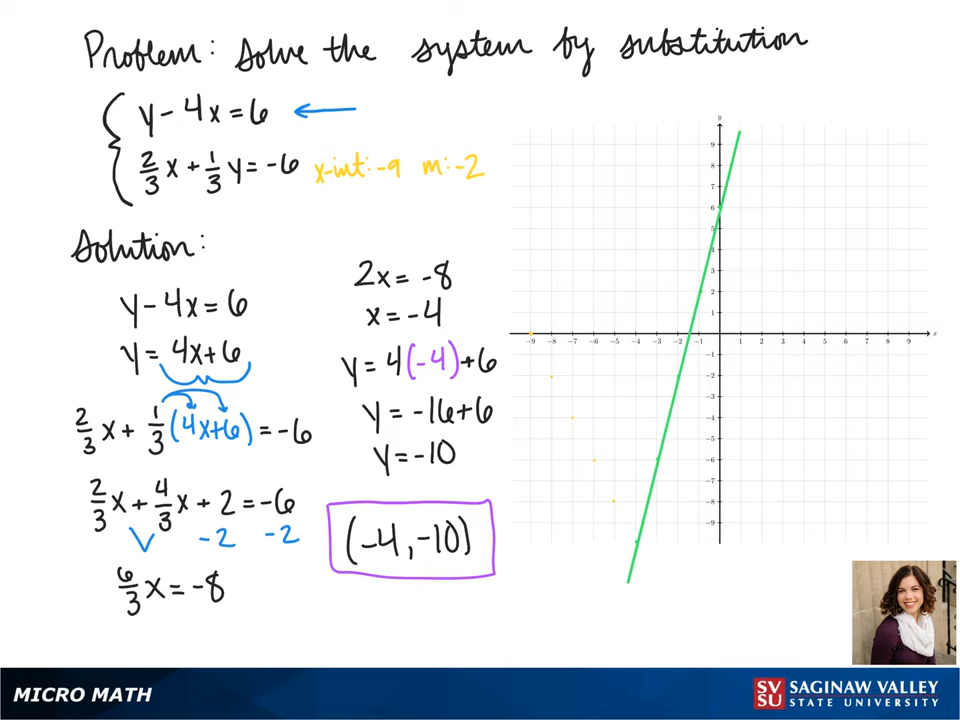 Problem: Solve the system by substitution
y - 4x = 6
2/3 x + 1/3 y = -6 x-int: -9 m: -2
Solution:
y - 4x = 6
y = 4x + 6
2/3 x + 1/3 (4x+6) = -6
2/3 x + 4/3 x + 2 = -6
-2 -2
6/3 x = -8
2x = -8
x = -4
y = 4(-4) + 6
y = -16 + 6
y = -10
(-4, -10)
y
9
8
7
6
5
4
3
2
1
-9 -8 -7 -6 -5 -4 -3 -2 -1 1 2 3 4 5 6 7 8 9 x
-1
-2
-3
-4
-5
-6
-7
-8
-9
MICRO MATH
SV SU SAGINAW VALLEY
STATE UNIVERSITY